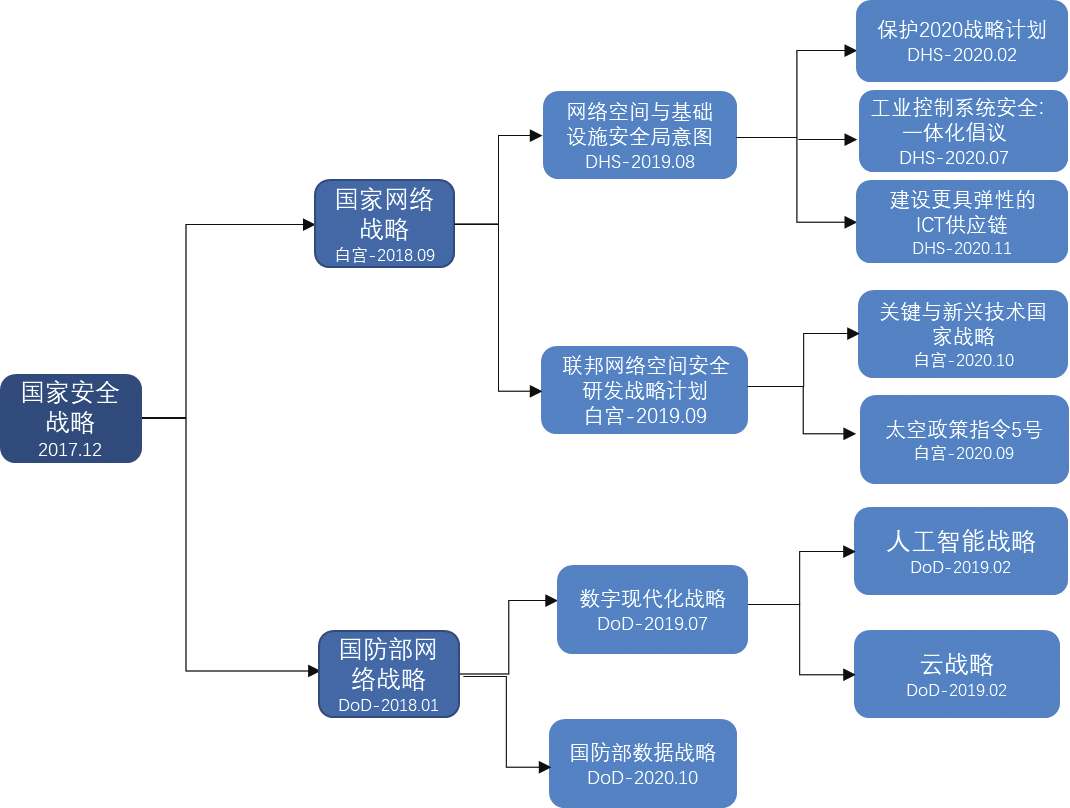 国家安全
战略
2017.12
国家网络
战略
白宫-2018.09
网络空间与基础
设施安全局意图
DHS-2019.08
保护2020战略计划
DHS-2020.02
工业控制系统安全:
一体化倡议
DHS-2020.07
建设更具弹性的
ICT供应链
DHS-2020.11
联邦网络空间安全
研发战略计划
白宫-2019.09
关键与新兴技术国
家战略
白宫-2020.10
太空政策指令5号
白宫-2020.09
国防部网
络战略
DoD-2018.01
数字现代化战略
DoD-2019.07
人工智能战略
DoD-2019.02
云战略
DoD-2019.02
国防部数据战略
DoD-2020.10